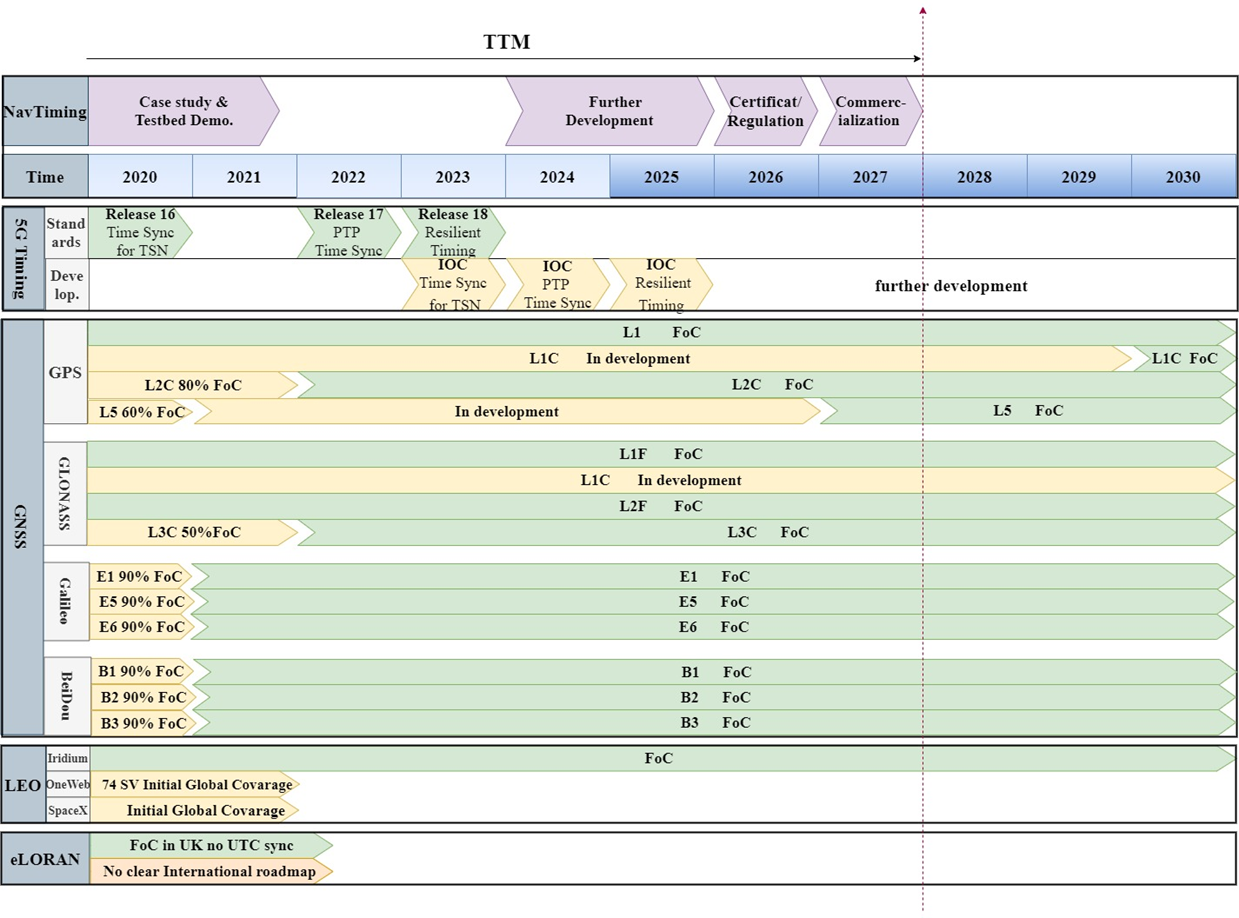 TTM
NavTiming
Case study &
Testbed Demo.
Further
Development
Certificat/
Regulation
Commerc-
ialization
Time
2020
2021
2022
2023
2024
2025
2026
2027
2028
2029
2030
5G Timing
Stand
ards
Release 16
Time Sync
for TSN
Release 17
PTP
Time Sync
Release 18
Resilient
Timing
Deve
lop.
IOC
Time Sync
for TSN
IOC
PTP
Time Sync
IOC
Resilient
Timing
further development
GNSS
GPS
L1 FoC
L1C In development
L1C FoC
L2C 80% FoC
L2C FoC
L5 60% FoC
In development
L5 FoC
GLONASS
L1F FoC
L1C In development
L2F FoC
L3C 50%FoC
L3C FoC
Galileo
E1 90% FoC
E1 FoC
E5 90% FoC
E5 FoC
E6 90% FoC
E6 FoC
BeiDou
B1 90% FoC
B1 FoC
B2 90% FoC
B2 FoC
B3 90% FoC
B3 FoC
LEO
Iridium
FoC
OneWeb
74 SV Initial Global Covarage
SpaceX
Initial Global Covarage
eLORAN
FoC in UK no UTC sync
No clear International roadmap